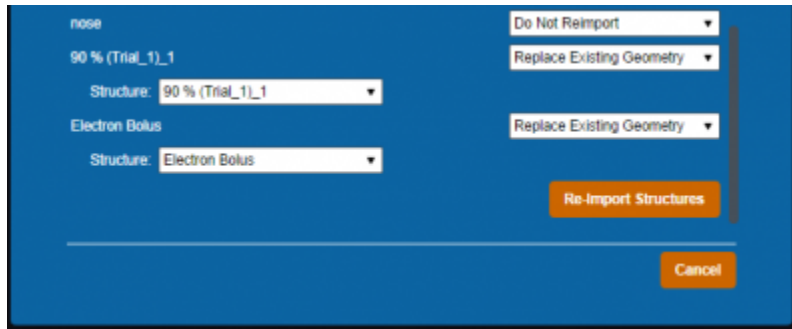 nose Do Not Reimport
90 % (Trial_1)_1 Replace Existing Geometry
Structure: 90 % (Trial_1)_1
Electron Bolus Replace Existing Geometry
Structure: Electron Bolus
Re-Import Structures
Cancel